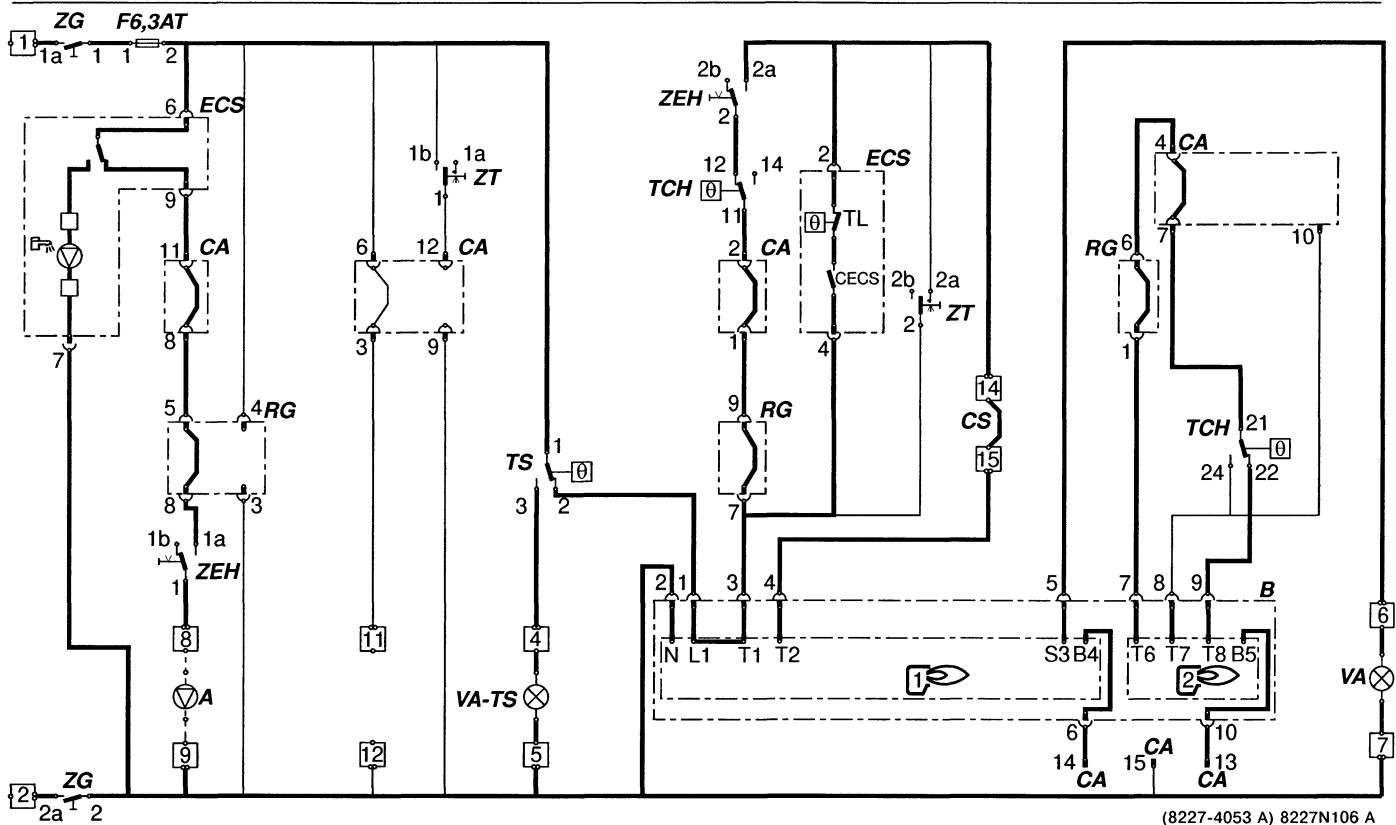 ZG F6,3AT
1 1a 1 1 2
6 ECS
9
7
11 CA
8
5 4 RG
8 3
1b 1a
ZEH
1
8
A
9
ZG
2 2a 2
1b 1a
ZT
1
6 12 CA
3 9
11
12
1
TS θ
3 2
4
VA-TS
5
2b 2a
ZEH
2
12 14
TCH θ
11
2 CA
1
9 RG
7
2 ECS
θ TL
CECS
4
2b 2a
ZT
2
14
CS
15
4 CA
7 10
RG 6
1
21
TCH θ
24 22
2 1 3 4 5 7 8 9 B
N L1 T1 T2 S3 B4 T6 T7 T8 B5
1 2
6 10
14 CA
15 CA
13 CA
6
VA
7
(8227-4053 A) 8227N106 A